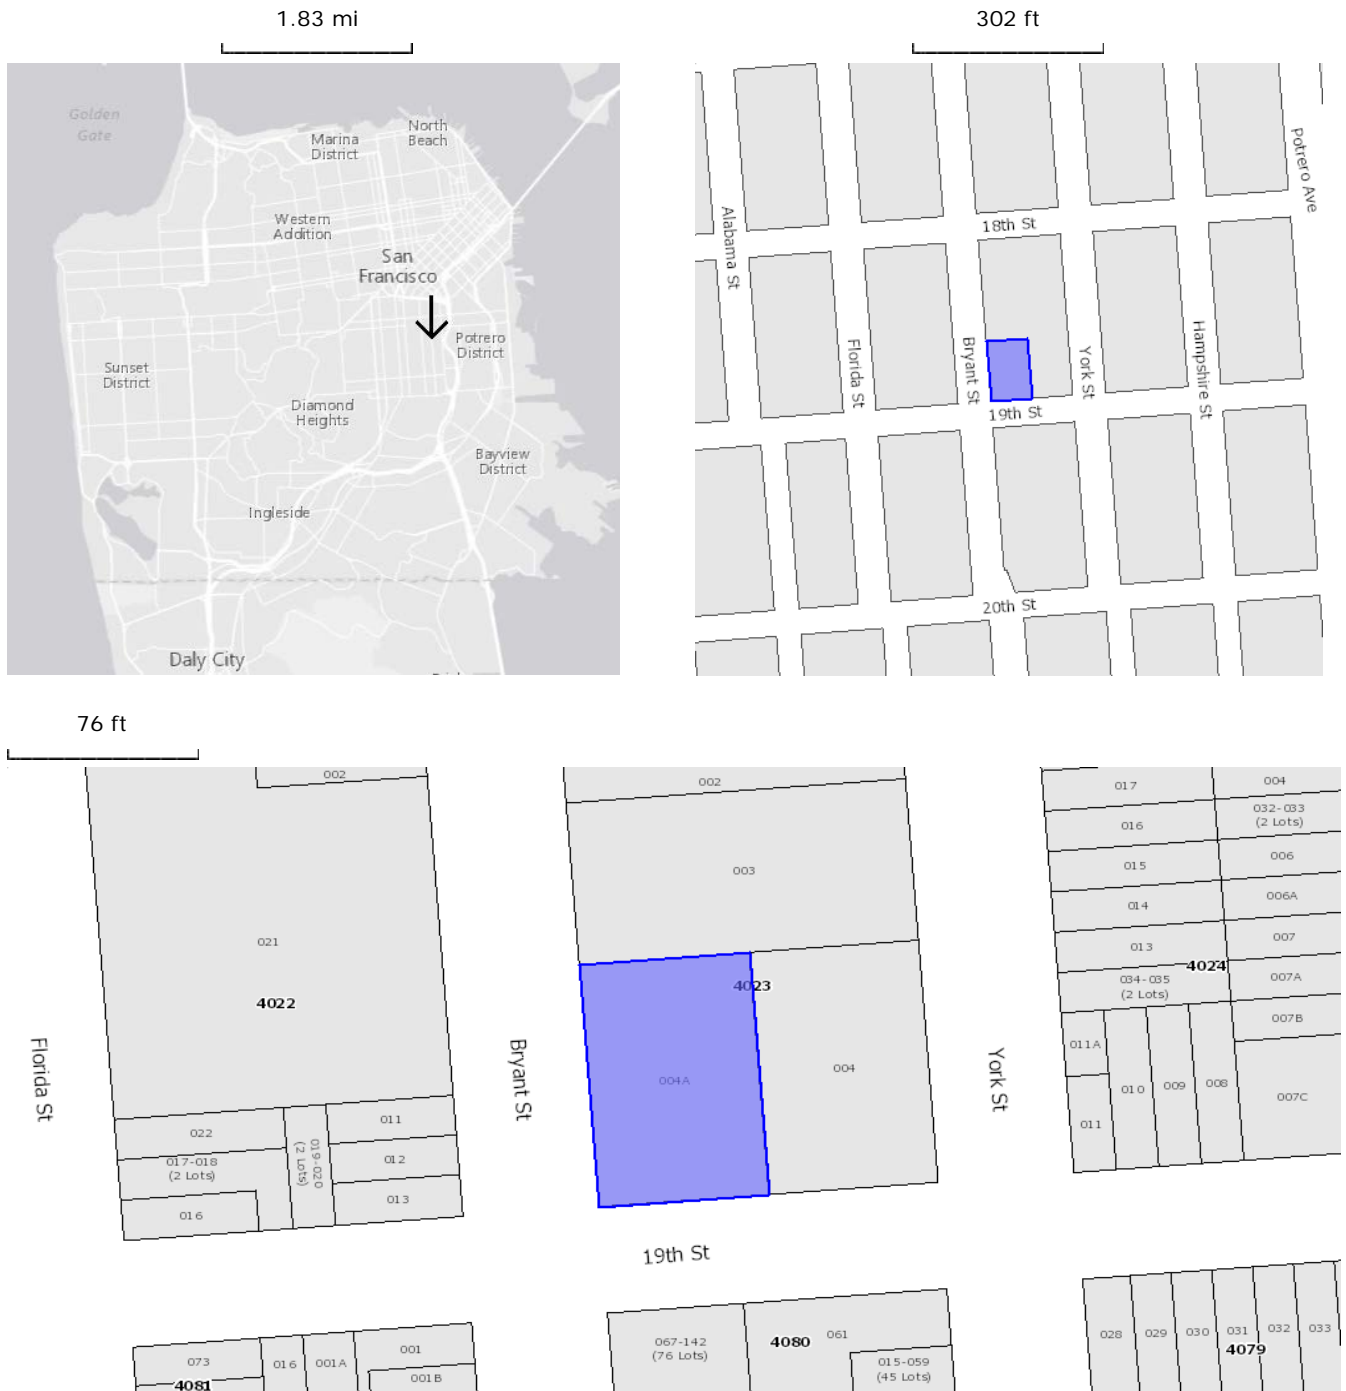 1.83 mi
302 ft
Golden
Gate
Marina
District
North
Beach
Western
Addition
San
Francisco
Potrero
District
Sunset
District
Diamond
Heights
Bayview
District
Ingleside
Daly City
Potrero Ave
Alabama St
18th St
Florida St
Bryant St
York St
Hampshire St
19th St
20th St
76 ft
002
002
017
004
016
032-033
(2 Lots)
015
006
003
014
006A
013
007
021
4022
4023
4024
034-035
(2 Lots)
007A
007B
Florida St
Bryant St
York St
011A
004A
004
010
009
008
007C
011
022
019-020
(2 Lots)
011
017-018
(2 Lots)
012
016
013
19th St
073
016
001A
001
001B
4081
067-142
(76 Lots)
4080
061
015-059
(45 Lots)
028
029
030
031
032
033
4079